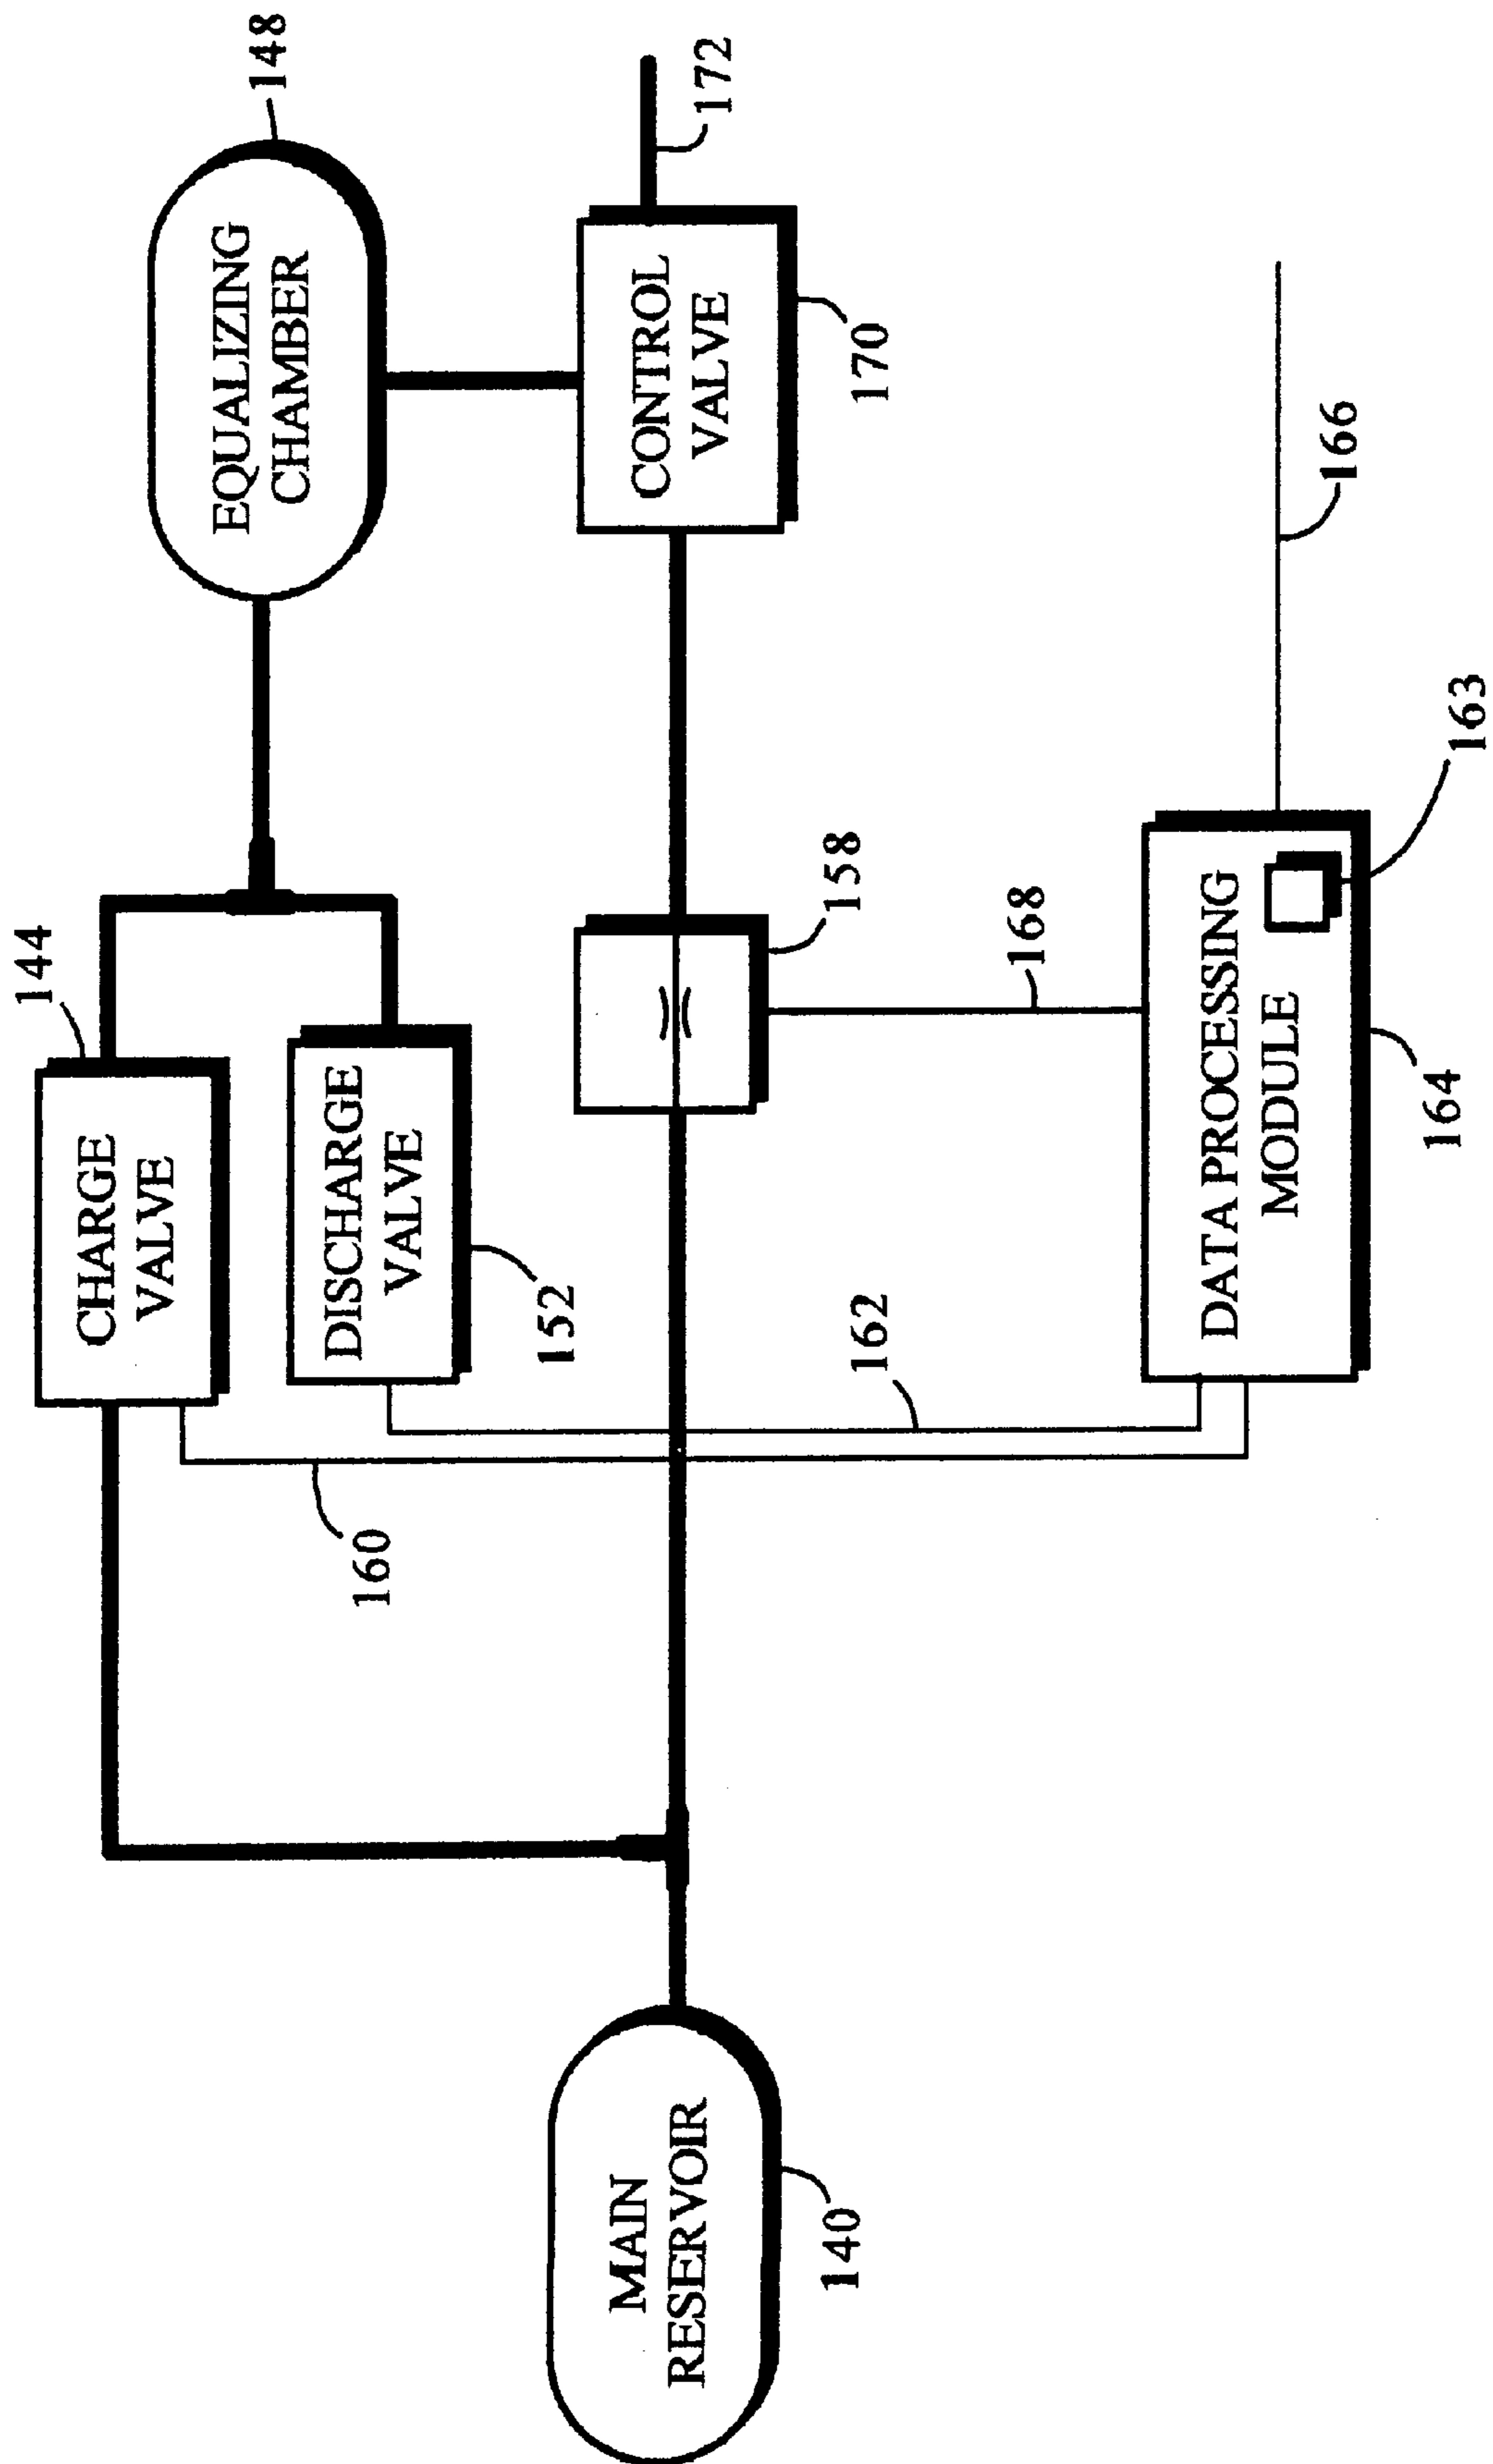 144
CHARGE
VALVE
EQUALIZING
CHAMBER
148
DISCHARGE
VALVE
152
160
MAIN
RESERVOIR
140
158
CONTROL
VALVE
172
170
162
168
DATA PROCESSING
MODULE
166
164
163